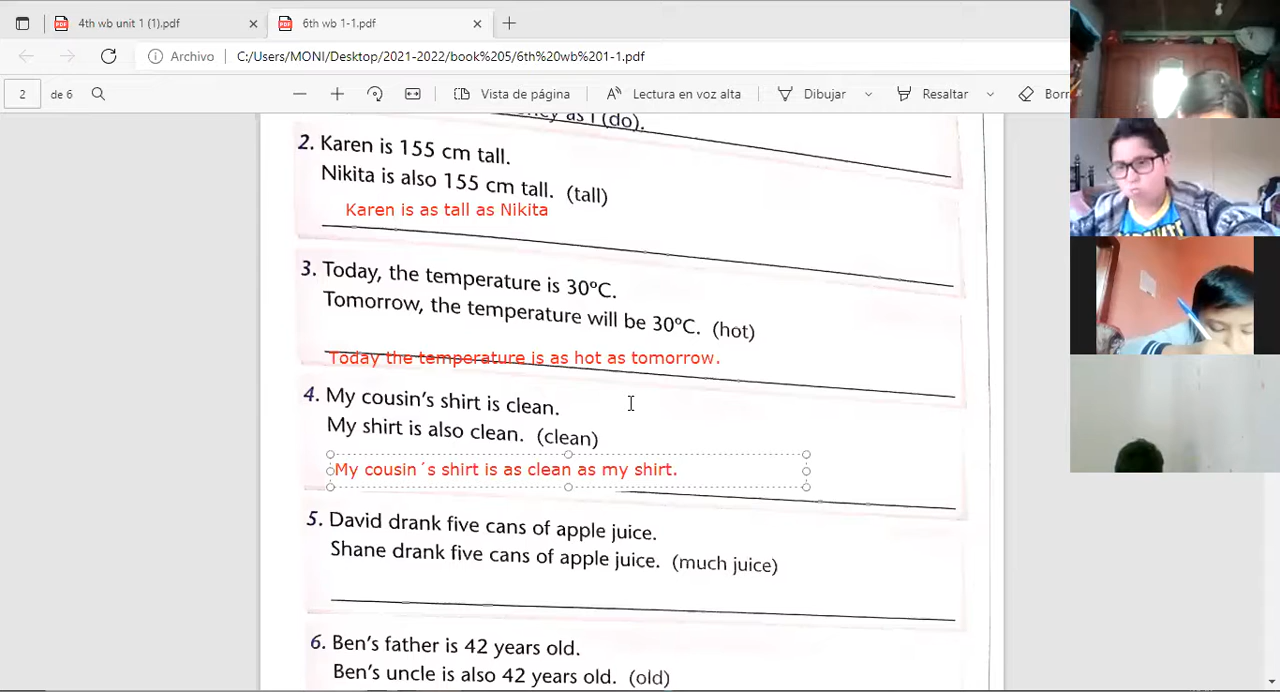 4th wb unit 1 (1).pdf
6th wb 1-1.pdf
Archivo
C:/Users/MONI/Desktop/2021-2022/book%205/6th%20wb%201-1.pdf
2 de 6
Vista de página
Lectura en voz alta
Dibujar
Resaltar
Borr
as I (do).
2. Karen is 155 cm tall.
Nikita is also 155 cm tall. (tall)
Karen is as tall as Nikita
3. Today, the temperature is 30°C.
Tomorrow, the temperature will be 30°C. (hot)
Today the temperature is as hot as tomorrow.
4. My cousin's shirt is clean.
My shirt is also clean. (clean)
My cousin´s shirt is as clean as my shirt.
5. David drank five cans of apple juice.
Shane drank five cans of apple juice. (much juice)
6. Ben's father is 42 years old.
Ben's uncle is also 42 years old. (old)